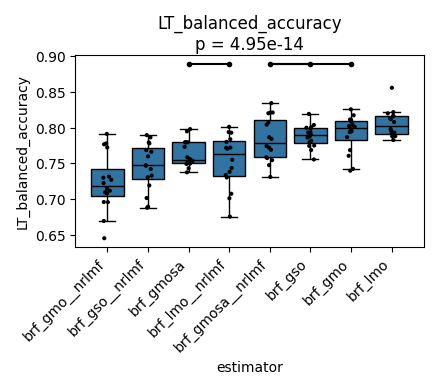 LT_balanced_accuracy
p = 4.95e-14
0.90
0.85
0.80
0.75
0.70
0.65
LT_balanced_accuracy
brf_gmo__nrlmf
brf_gso__nrlmf
brf_gmosa
brf_lmo__nrlmf
brf_gmosa__nrlmf
brf_gso
brf_gmo
brf_lmo
estimator